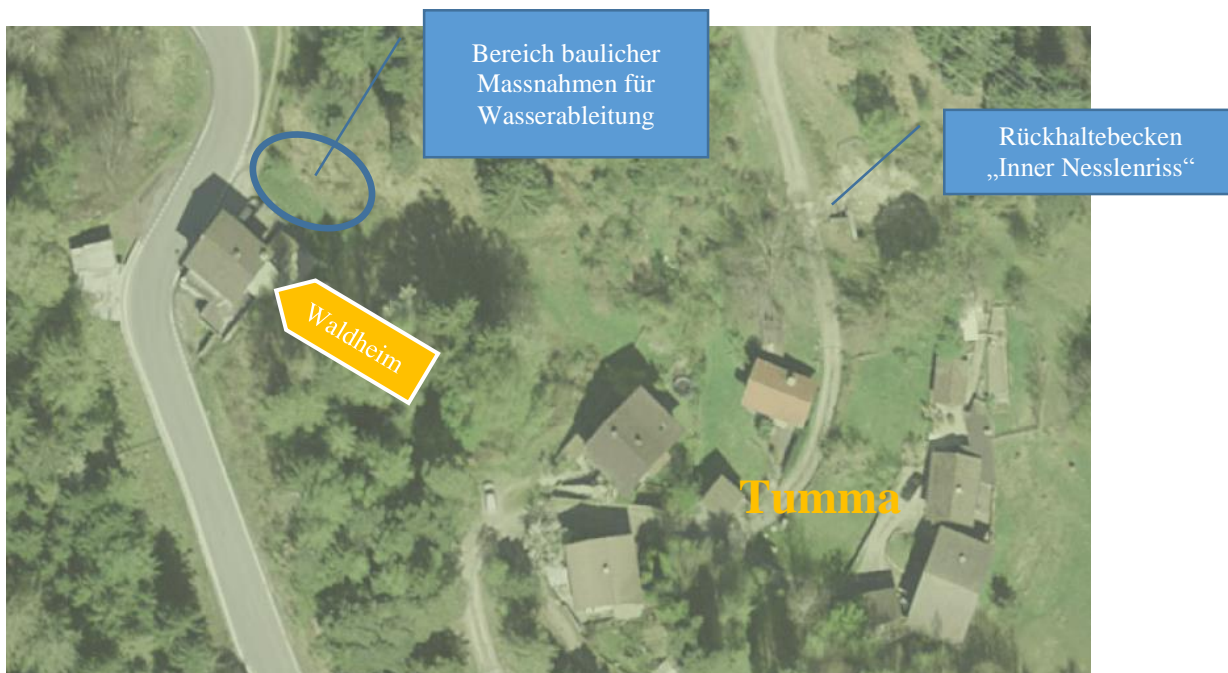 Bereich baulicher
Massnahmen für
Wasserableitung
Rückhaltebecken
„Inner Nesslenriss“
Waldheim
Tumma